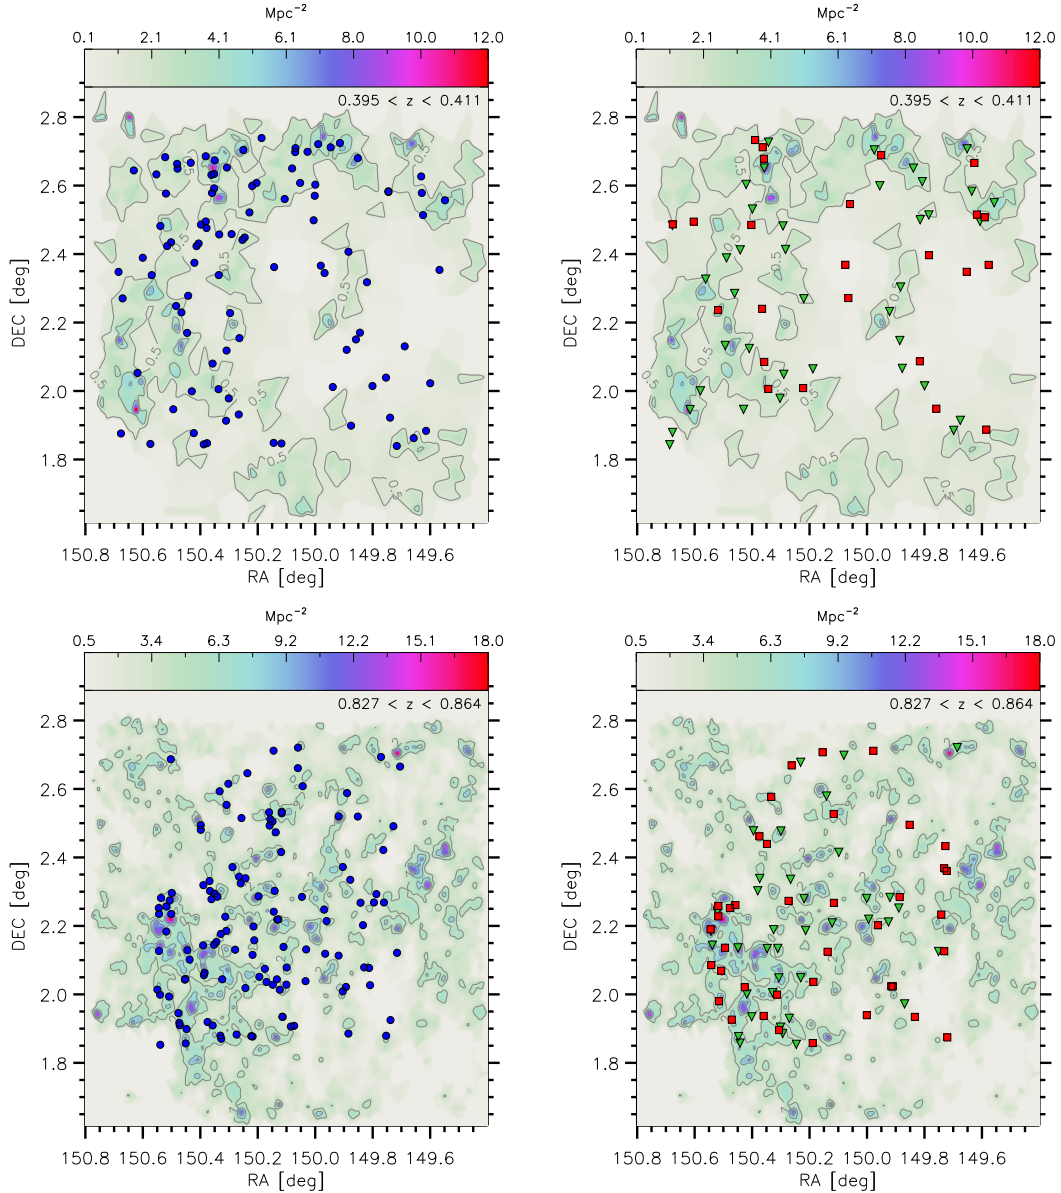 Mpc⁻² Mpc⁻²
0.1 2.1 4.1 6.1 8.0 10.0 12.0 0.1 2.1 4.1 6.1 8.0 10.0 12.0
0.395 < z < 0.411 0.395 < z < 0.411
2.8 2.8
2.6 2.6
2.4 2.4
DEC [deg] DEC [deg]
2.2 2.2
2.0 2.0
1.8 1.8
0.5 0.5
150.8 150.6 150.4 150.2 150.0 149.8 149.6 150.8 150.6 150.4 150.2 150.0 149.8 149.6
RA [deg] RA [deg]
Mpc⁻² Mpc⁻²
0.5 3.4 6.3 9.2 12.2 15.1 18.0 0.5 3.4 6.3 9.2 12.2 15.1 18.0
0.827 < z < 0.864 0.827 < z < 0.864
2.8 2.8
2.6 2.6
2.4 2.4
DEC [deg] DEC [deg]
2.2 2.2
2.0 2.0
1.8 1.8
150.8 150.6 150.4 150.2 150.0 149.8 149.6 150.8 150.6 150.4 150.2 150.0 149.8 149.6
RA [deg] RA [deg]